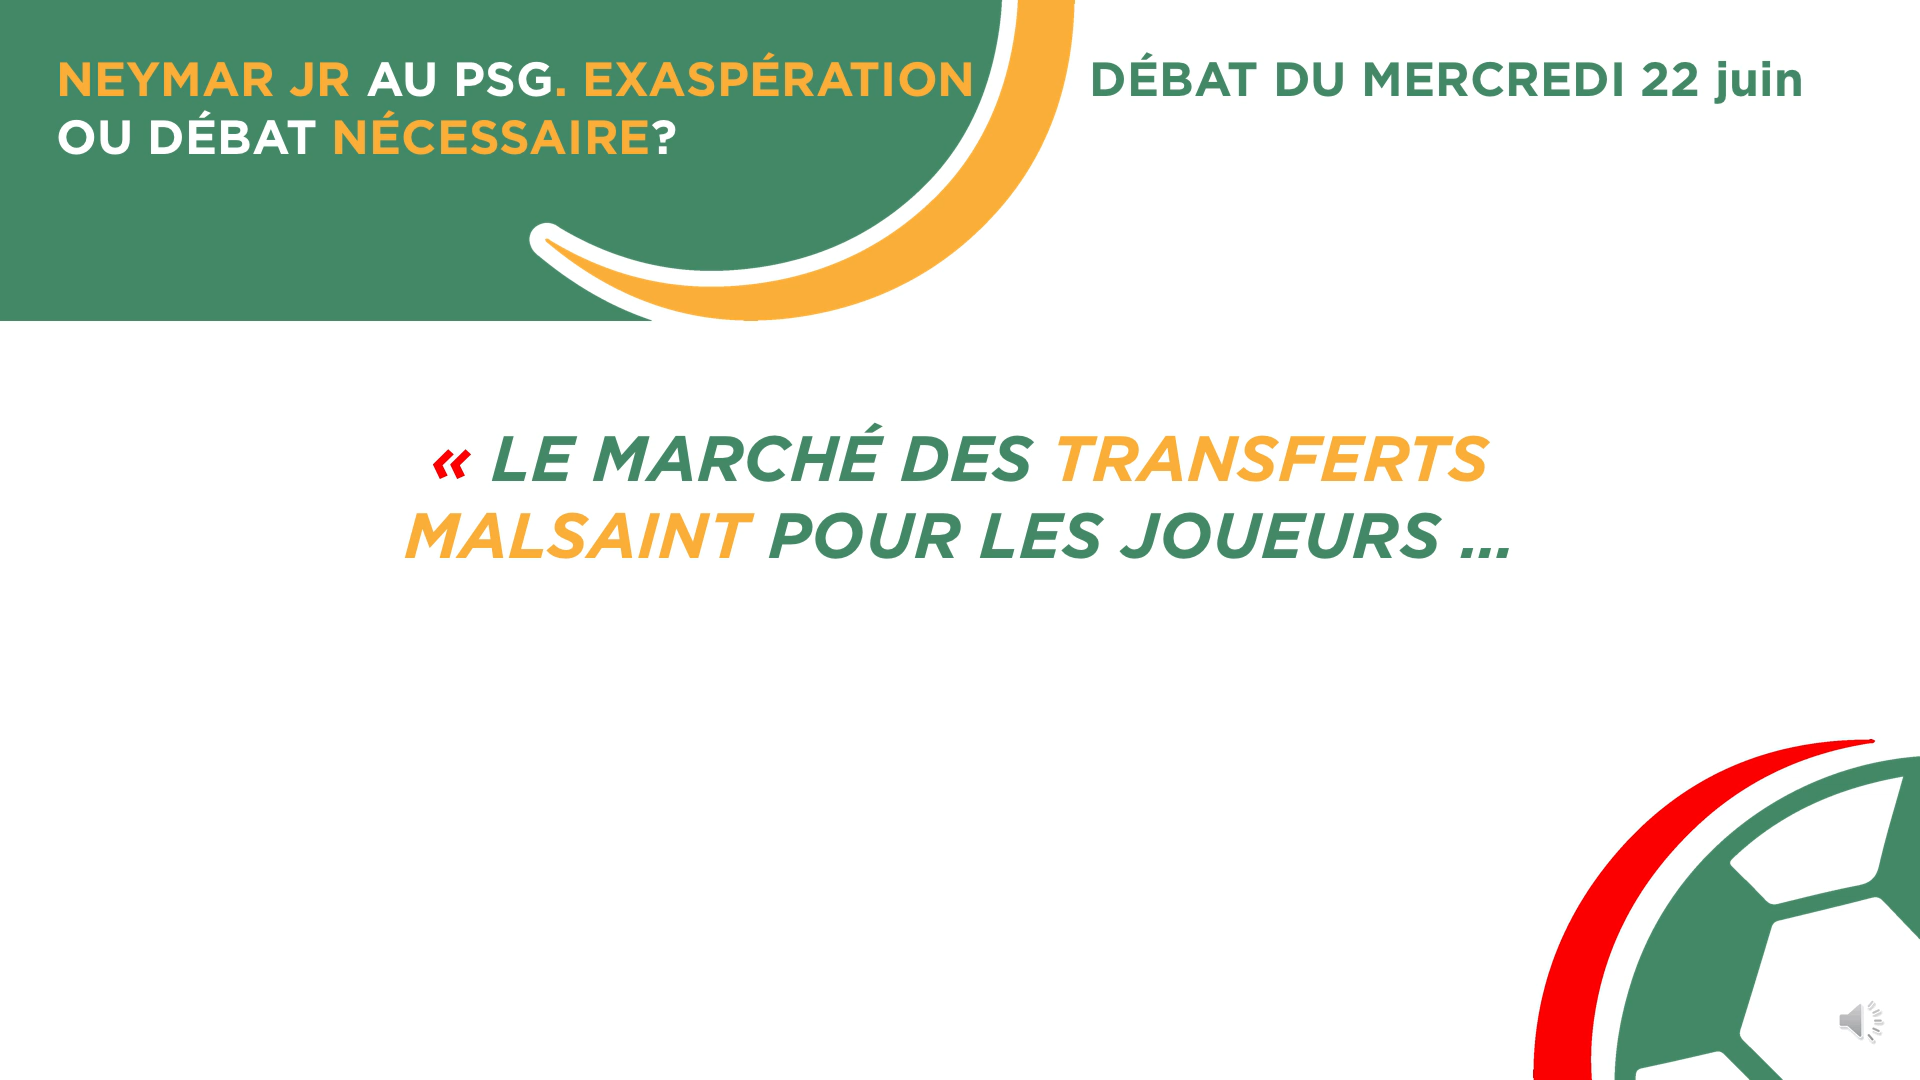 NEYMAR JR AU PSG. EXASPÉRATION
OU DÉBAT NÉCESSAIRE?
DÉBAT DU MERCREDI 22 juin
« LE MARCHÉ DES TRANSFERTS
MALSAINT POUR LES JOUEURS ...